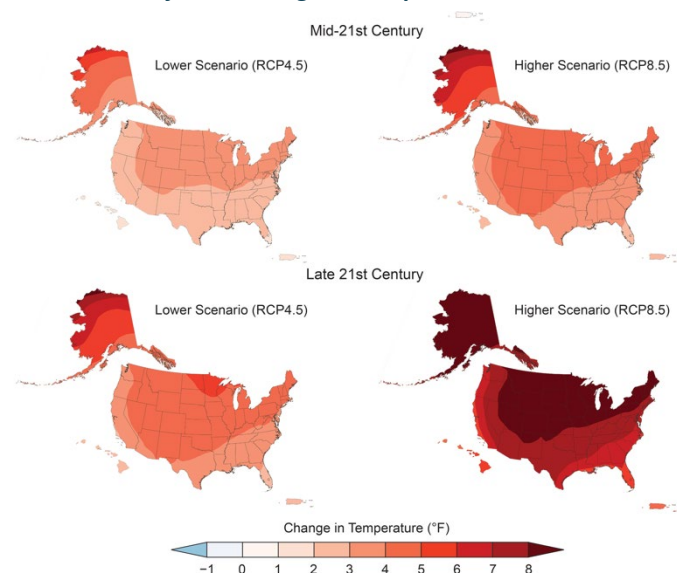 Mid-21st Century
Lower Scenario (RCP4.5)
Higher Scenario (RCP8.5)
Late 21st Century
Lower Scenario (RCP4.5)
Higher Scenario (RCP8.5)
Change in Temperature (°F)
−1 0 1 2 3 4 5 6 7 8